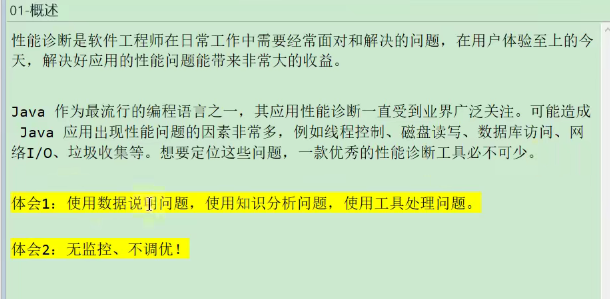 01-概述
性能诊断是软件工程师在日常工作中需要经常面对和解决的问题，在用户体验至上的今
天，解决好应用的性能问题能带来非常大的收益。
Java 作为最流行的编程语言之一，其应用性能诊断一直受到业界广泛关注。可能造成
Java 应用出现性能问题的因素非常多，例如线程控制、磁盘读写、数据库访问、网
络I/O、垃圾收集等。想要定位这些问题，一款优秀的性能诊断工具必不可少。
体会1：使用数据说明问题，使用知识分析问题，使用工具处理问题。
体会2：无监控、不调优！